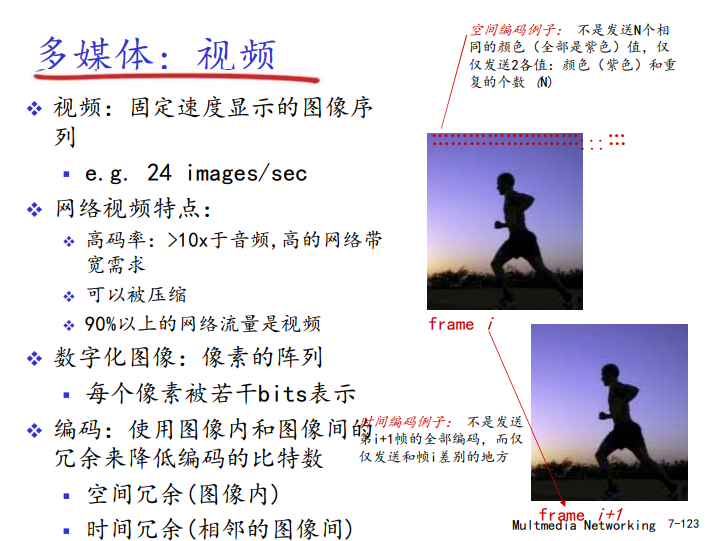 多媒体：视频
视频：固定速度显示的图像序
列
e.g. 24 images/sec
网络视频特点：
高码率：>10x于音频,高的网络带
宽需求
可以被压缩
90%以上的网络流量是视频
数字化图像：像素的阵列
每个像素被若干bits表示
编码：使用图像内和图像间的
冗余来降低编码的比特数
空间冗余(图像内)
时间冗余(相邻的图像间)
空间编码例子： 不是发送N个相
同的颜色（全部是紫色）值，仅
仅发送2各值：颜色（紫色）和重
复的个数 (N)
frame i
时间编码例子： 不是发送
第i+1帧的全部编码，而仅
仅发送和帧i差别的地方
frame i+1
Multmedia Networking 7-123